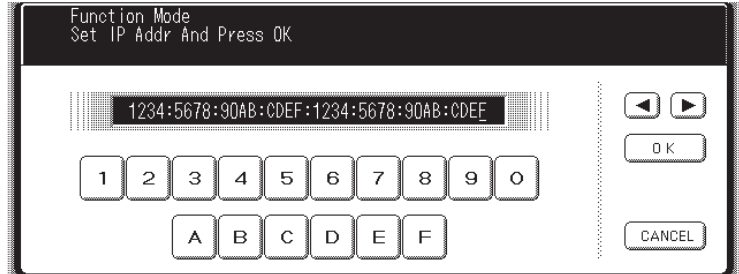 Function Mode
Set IP Addr And Press OK
1234:5678:90AB:CDEF:1234:5678:90AB:CDEF
◀ ▶
OK
1 2 3 4 5 6 7 8 9 0
A B C D E F
CANCEL